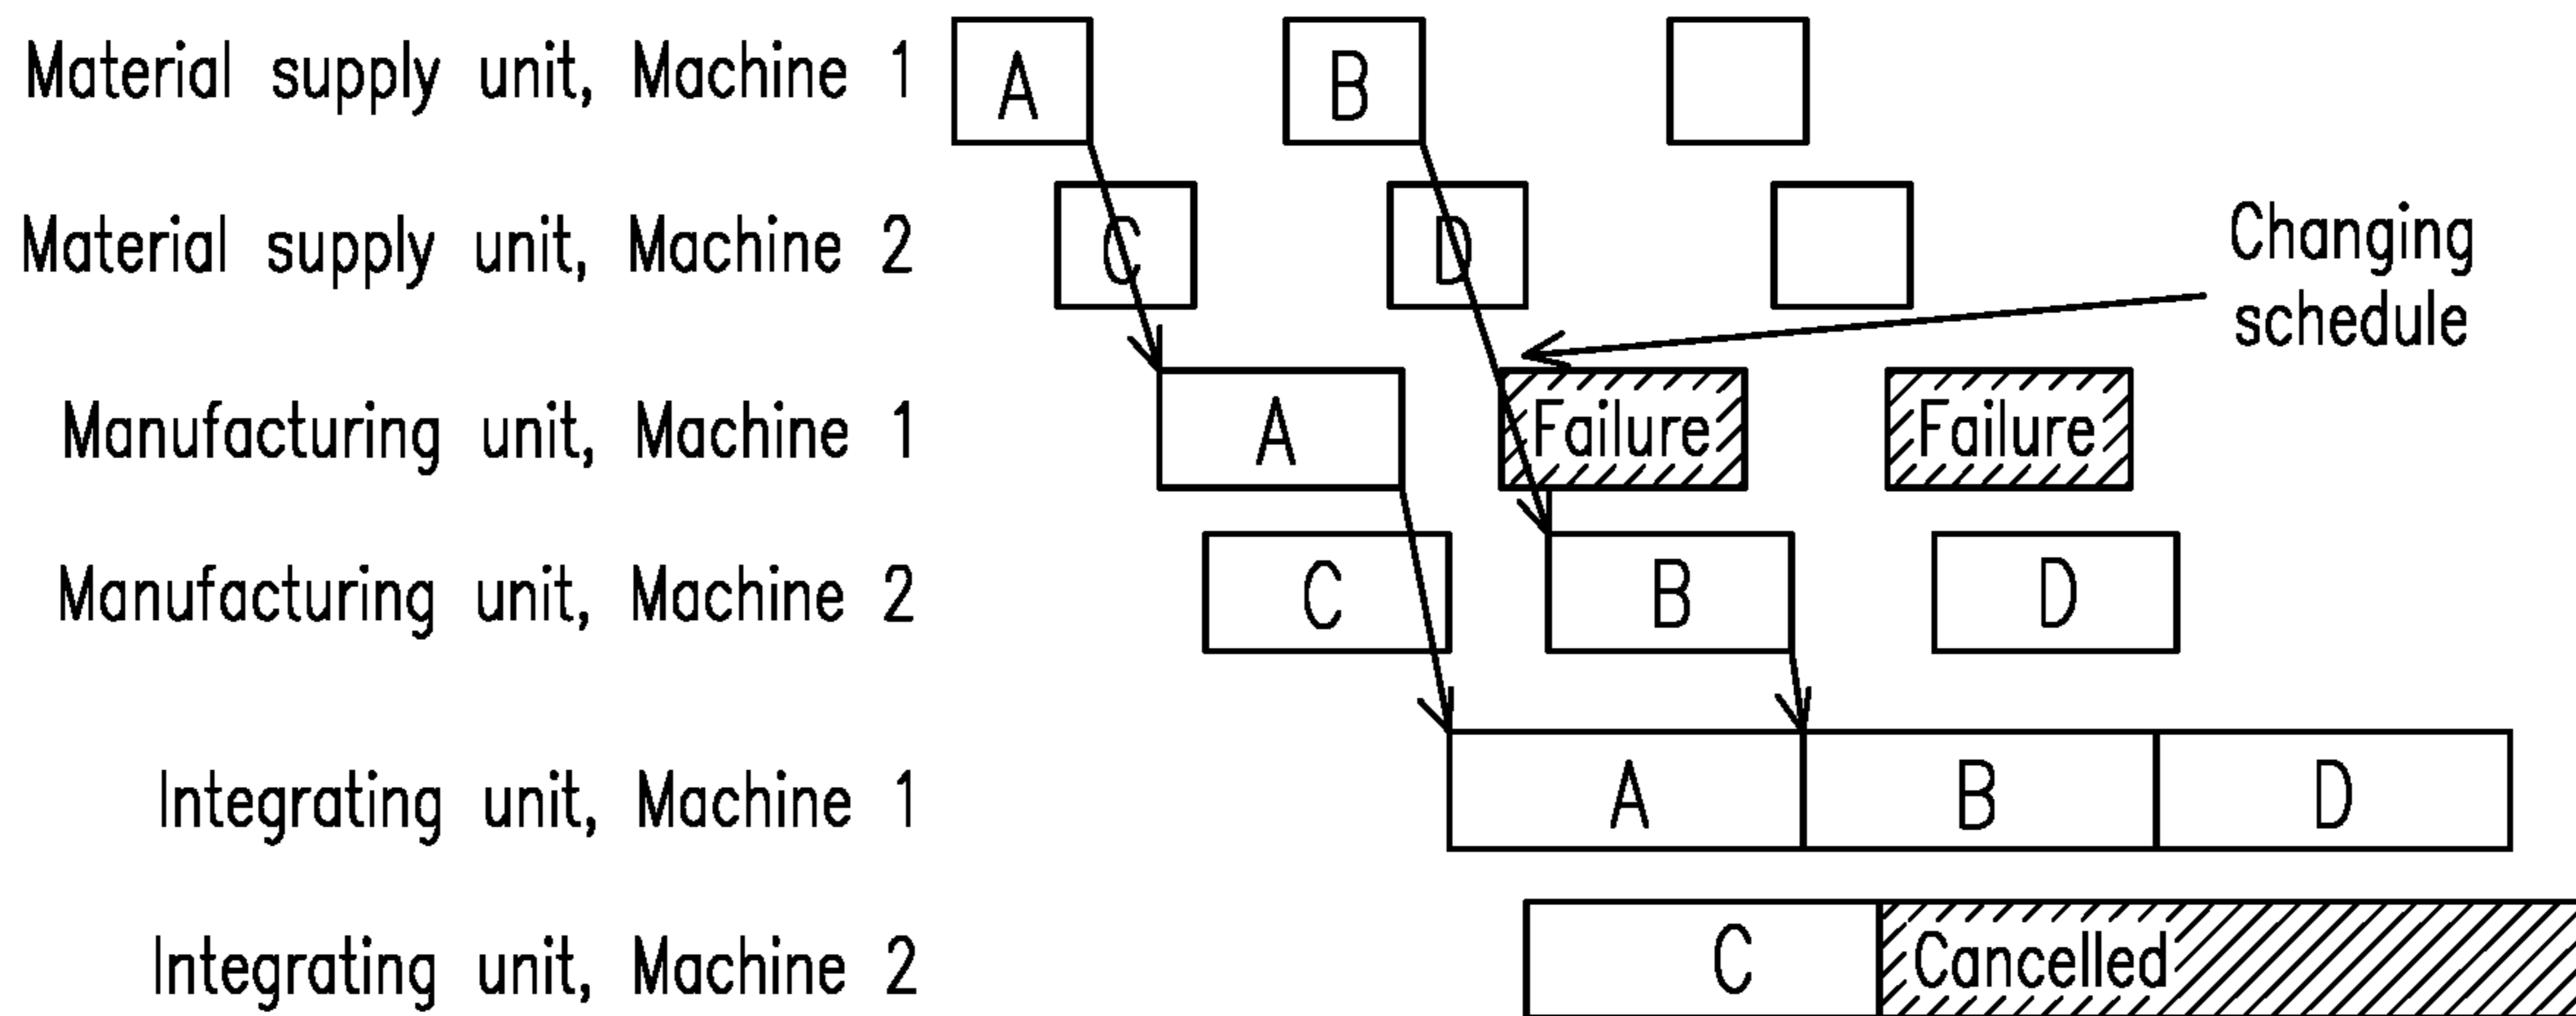 Material supply unit, Machine 1 A B
Material supply unit, Machine 2 C D
Changing
schedule
Manufacturing unit, Machine 1 A Failure Failure
Manufacturing unit, Machine 2 C B D
Integrating unit, Machine 1 A B D
Integrating unit, Machine 2 C Cancelled